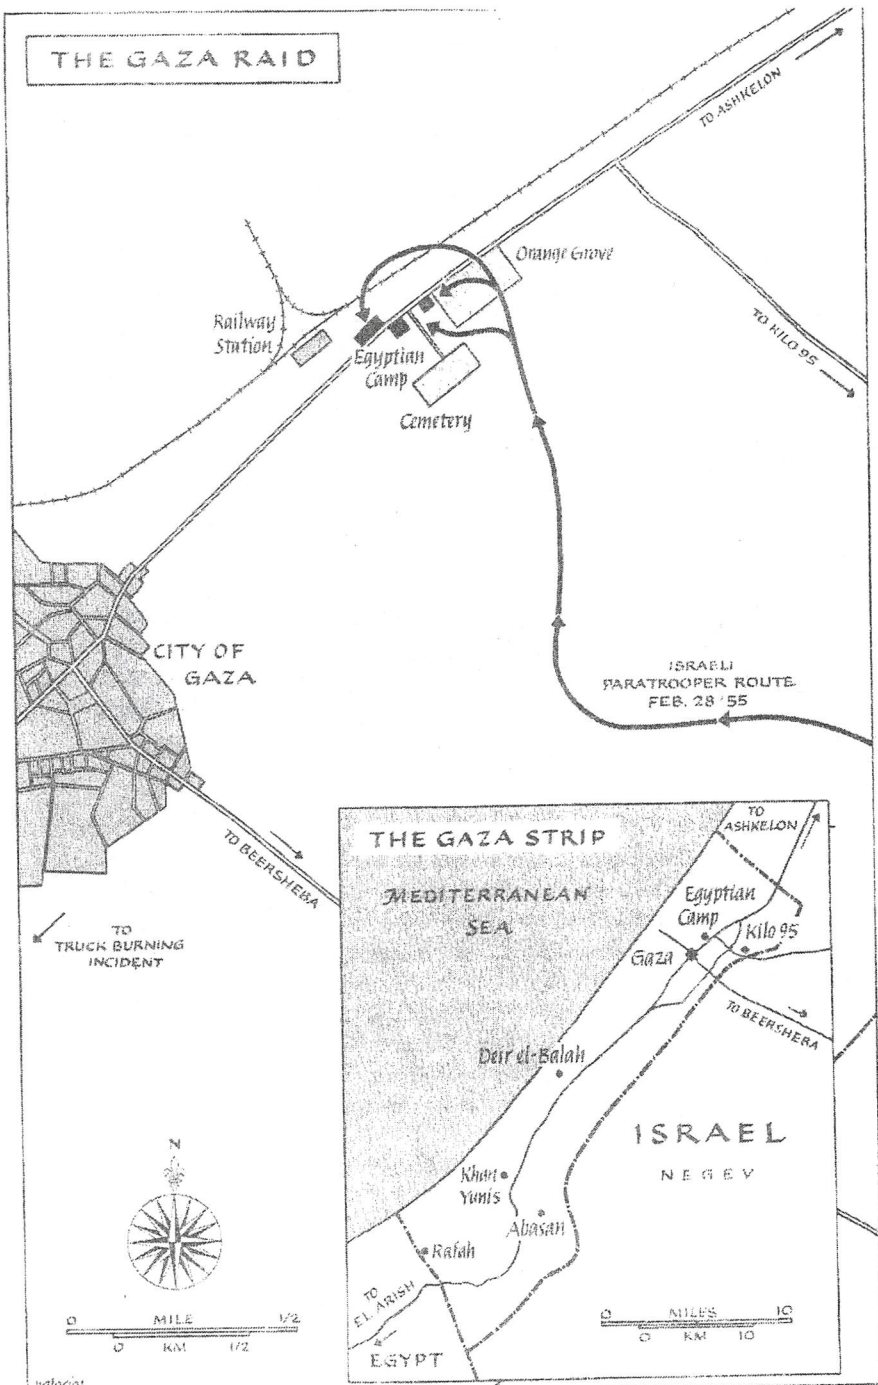 THE GAZA RAID
TO ASHKELON
Orange Grove
TO KILO 95
Railway
Station
Egyptian
Camp
Cemetery
CITY OF
GAZA
ISRAELI
PARATROOPER ROUTE
FEB. 28 '55
TO BEERSHEBA
TO
TRUCK BURNING
INCIDENT
N
0 MILE 1/2
0 KM 1/2
THE GAZA STRIP
TO
ASHKELON
MEDITERRANEAN
SEA
Egyptian
Camp
Kilo 95
Gaza
TO BEERSHEBA
Deir el-Balah
ISRAEL
NEGEV
Khan
Yunis
Abasan
Rafah
TO
EL ARISH
EGYPT
0 MILES 10
0 KM 10
palacios